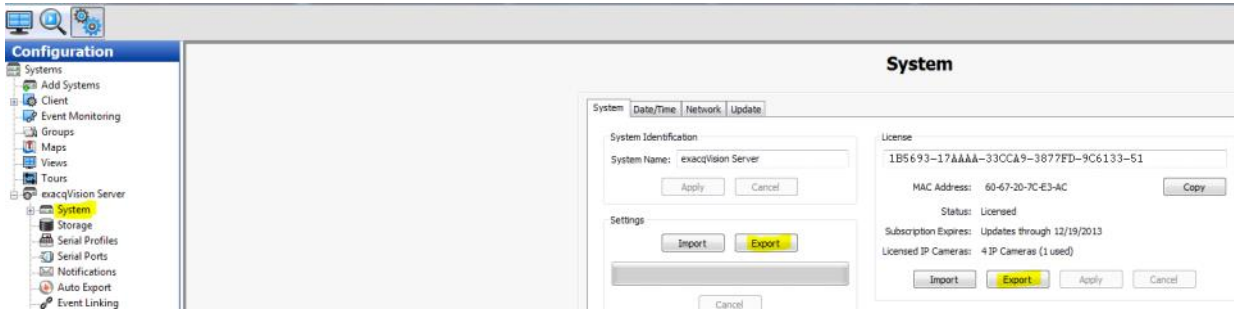 Configuration
Systems
Add Systems
Client
Event Monitoring
Groups
Maps
Views
Tours
exacqVision Server
System
Storage
Serial Profiles
Serial Ports
Notifications
Auto Export
Event Linking
System
System Date/Time Network Update
System Identification
System Name: exacqVision Server
Apply Cancel
Settings
Import Export
Cancel
License
1B5693-17AAAA-33CCA9-3877FD-9C6133-51
MAC Address: 60-67-20-7C-E3-AC Copy
Status: Licensed
Subscription Expires: Updates through 12/19/2013
Licensed IP Cameras: 4 IP Cameras (1 used)
Import Export Apply Cancel